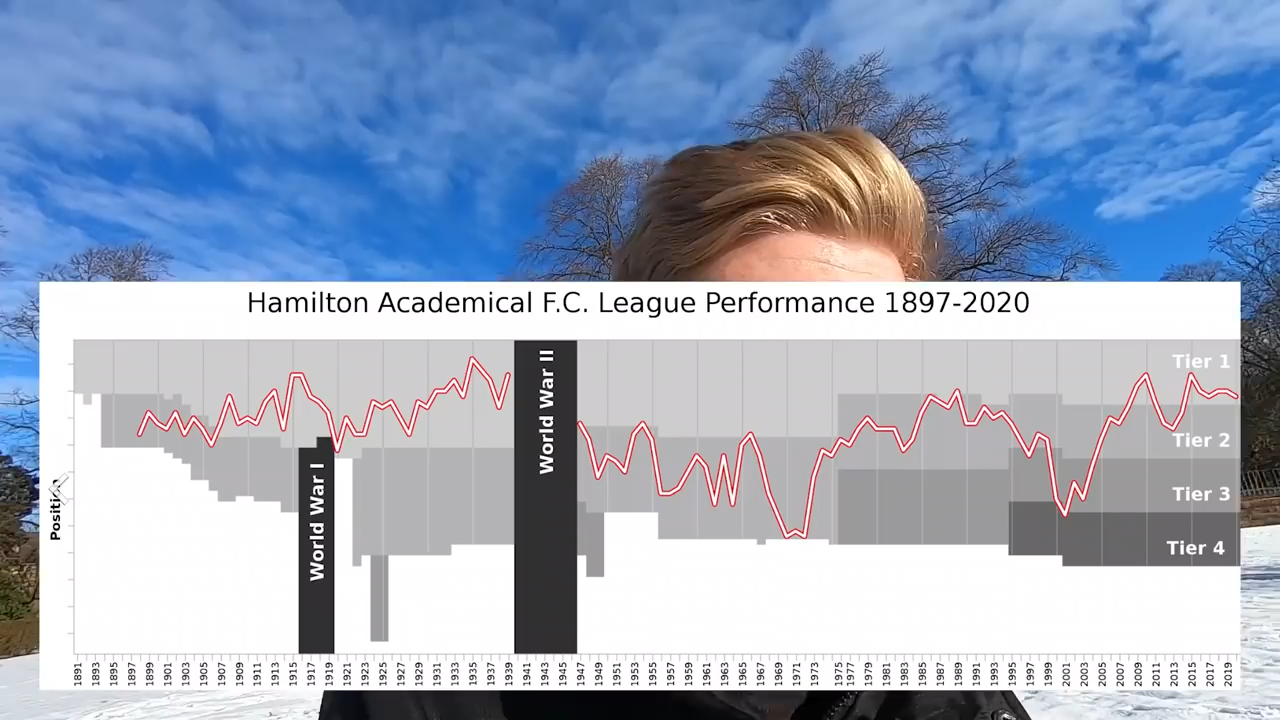 Hamilton Academical F.C. League Performance 1897-2020
Tier 1
Tier 2
Tier 3
Tier 4
World War I
World War II
Position
1891 1893 1895 1897 1899 1901 1903 1905 1907 1909 1911 1913 1915 1917 1919 1921 1923 1925 1927 1929 1931 1933 1935 1937 1939 1941 1943 1945 1947 1949 1951 1953 1955 1957 1959 1961 1963 1965 1967 1969 1971 1973 1975 1977 1979 1981 1983 1985 1987 1989 1991 1993 1995 1997 1999 2001 2003 2005 2007 2009 2011 2013 2015 2017 2019